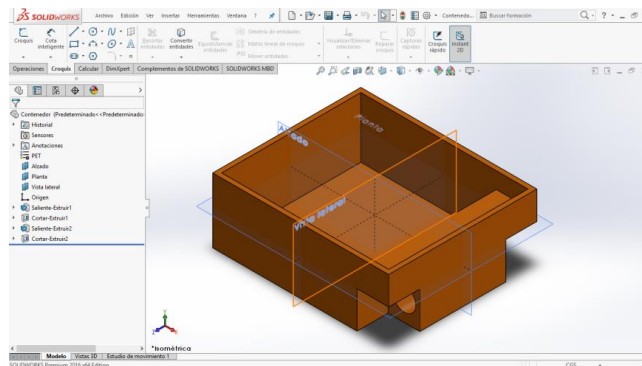 SOLIDWORKS Archivo Edición Ver Insertar Herramientas Ventana ? Contenedo... Buscar formación
Croquis Cota inteligente Recortar entidades Convertir entidades Equidistanciar entidades Simetría de entidades Matriz lineal de croquis Mover entidades Visualizar/Eliminar relaciones Reparar croquis Capturas rápidas Croquis rápido Instant 2D
Operaciones Croquis Calcular DimXpert Complementos de SOLIDWORKS SOLIDWORKS MBD
Contenedor (Predeterminado<<Predeterminado
Historial
Sensores
Anotaciones
PET
Alzado
Planta
Vista lateral
Origen
Saliente-Extruir1
Cortar-Extruir1
Saliente-Extruir2
Cortar-Extruir2
Alzado
Planta
Vista lateral
*Isométrica
Modelo Vistas 3D Estudio de movimiento 1
SOLIDWORKS Premium 2016 x64 Edition CGS